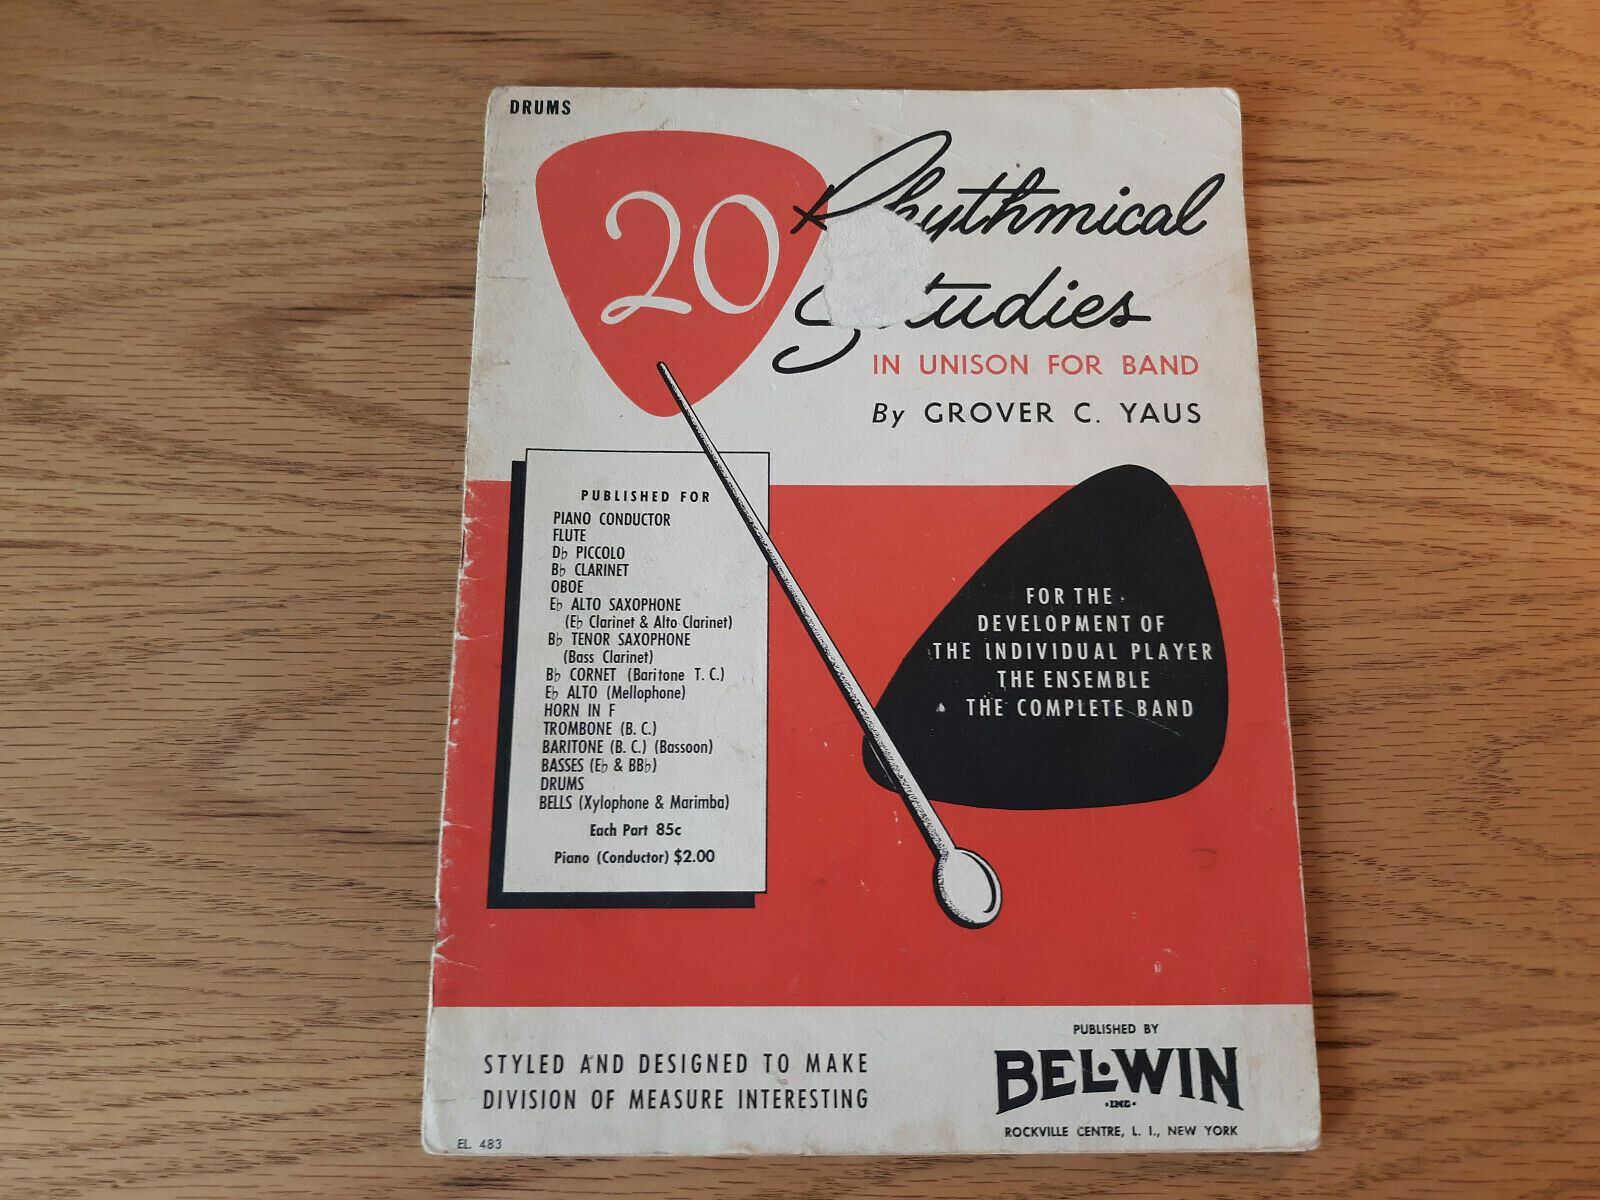 DRUMS
20 Rhythmical
Studies
IN UNISON FOR BAND
By GROVER C. YAUS
PUBLISHED FOR
PIANO CONDUCTOR
FLUTE
D♭ PICCOLO
B♭ CLARINET
OBOE
E♭ ALTO SAXOPHONE
(E♭ Clarinet & Alto Clarinet)
B♭ TENOR SAXOPHONE
(Bass Clarinet)
B♭ CORNET (Baritone T. C.)
E♭ ALTO (Mellophone)
HORN IN F
TROMBONE (B. C.)
BARITONE (B. C.) (Bassoon)
BASSES (E♭ & BB♭)
DRUMS
BELLS (Xylophone & Marimba)
Each Part 85c
Piano (Conductor) $2.00
FOR THE
DEVELOPMENT OF
THE INDIVIDUAL PLAYER
THE ENSEMBLE
THE COMPLETE BAND
STYLED AND DESIGNED TO MAKE
DIVISION OF MEASURE INTERESTING
PUBLISHED BY
BEL·WIN
·INC·
ROCKVILLE CENTRE, L. I., NEW YORK
EL. 483